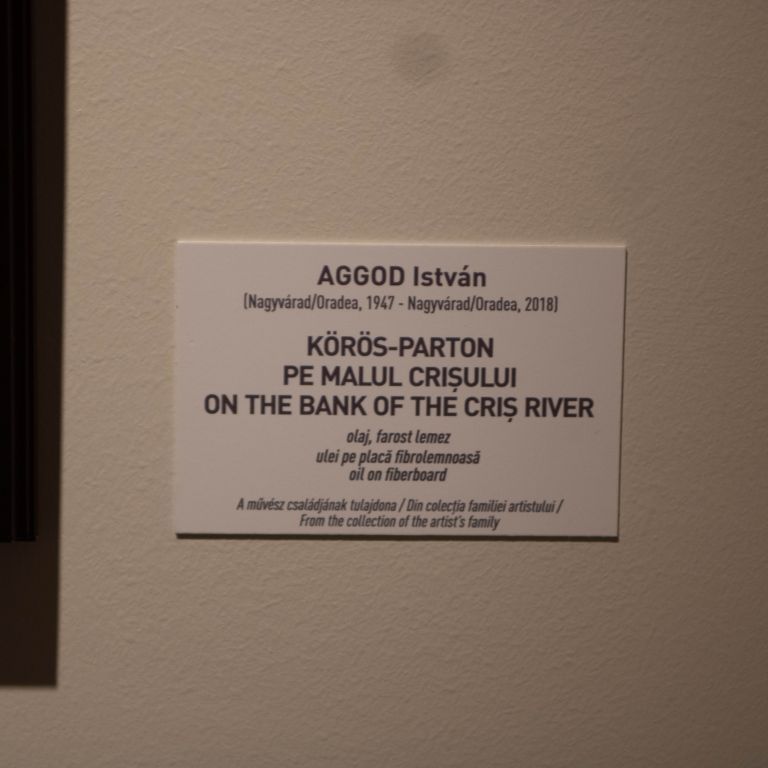 AGGOD István
(Nagyvárad/Oradea, 1947 - Nagyvárad/Oradea, 2018)
KÖRÖS-PARTON
PE MALUL CRIȘULUI
ON THE BANK OF THE CRIȘ RIVER
olaj, farost lemez
ulei pe placă fibrolemnoasă
oil on fiberboard
A művész családjának tulajdona / Din colecția familiei artistului /
From the collection of the artist's family